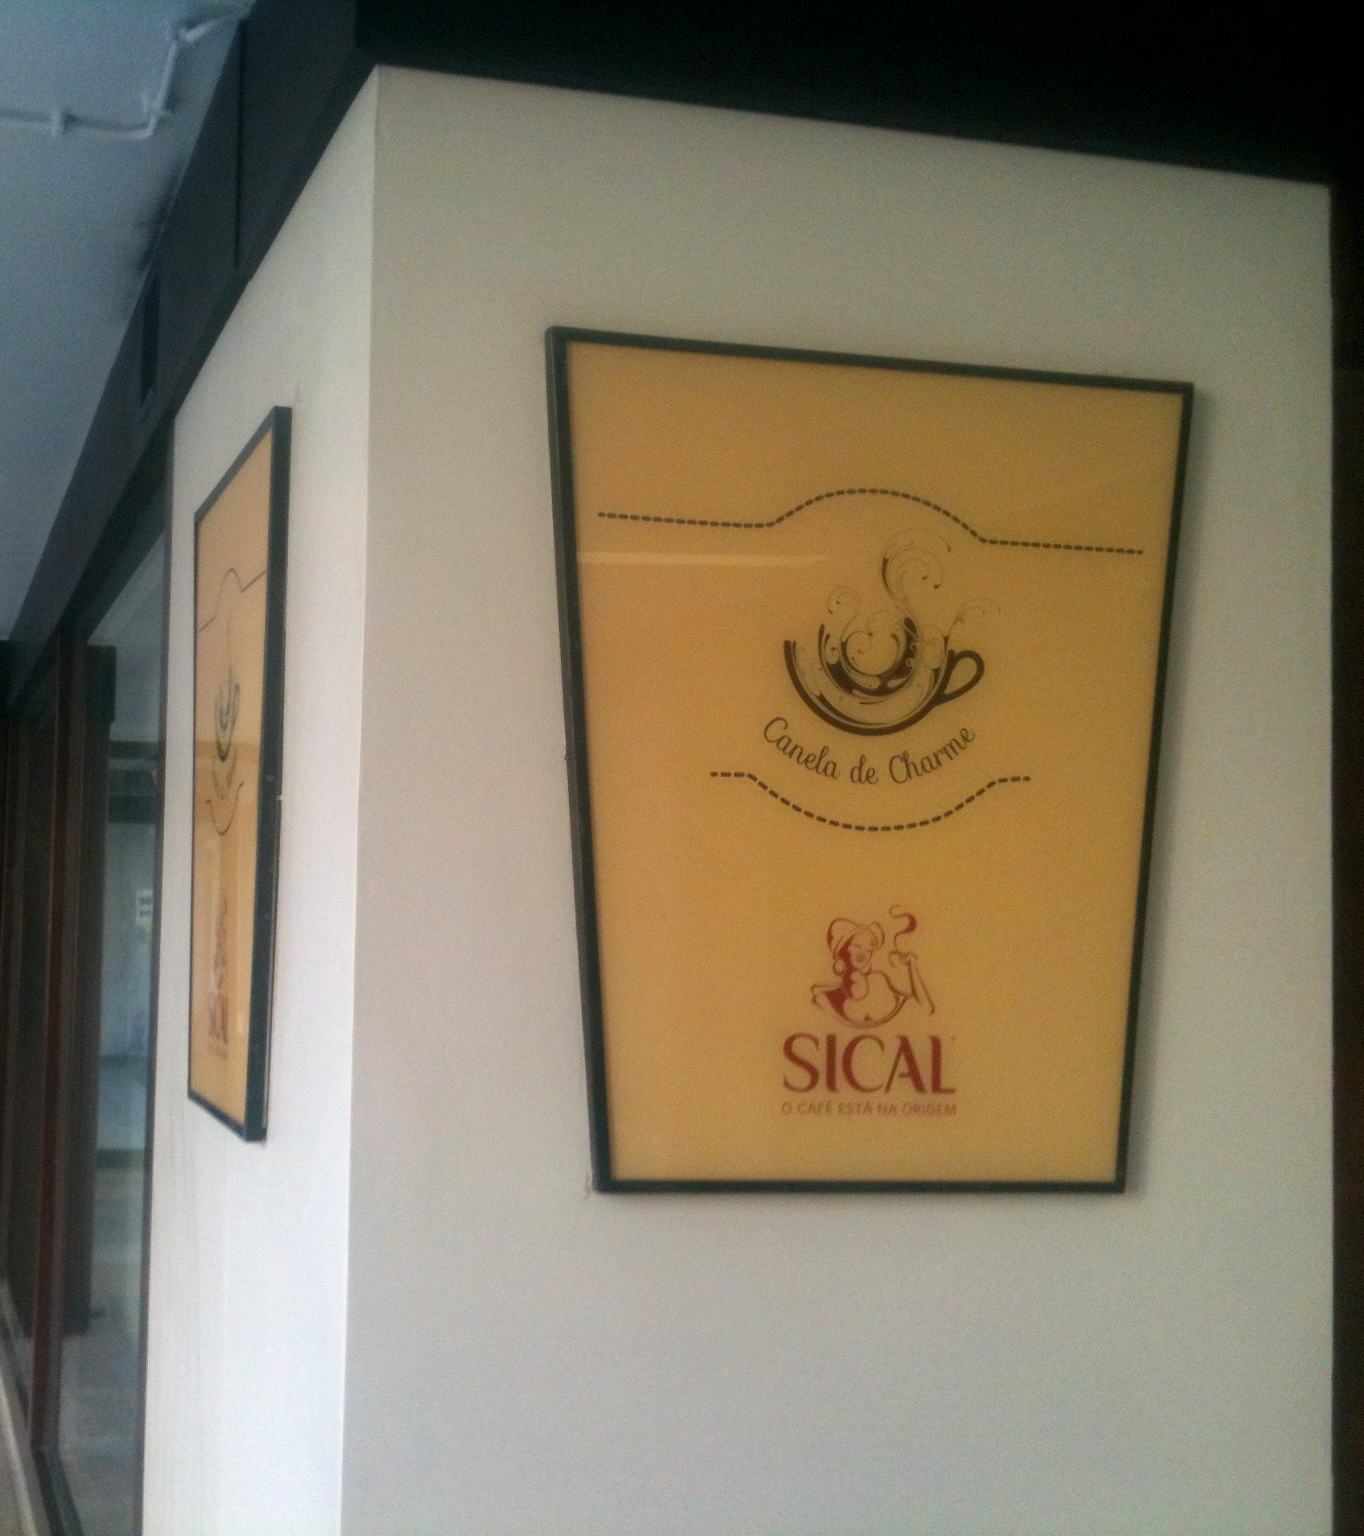 Canela de Charme
SICAL
O CAFÉ ESTÁ NA ORIGEM